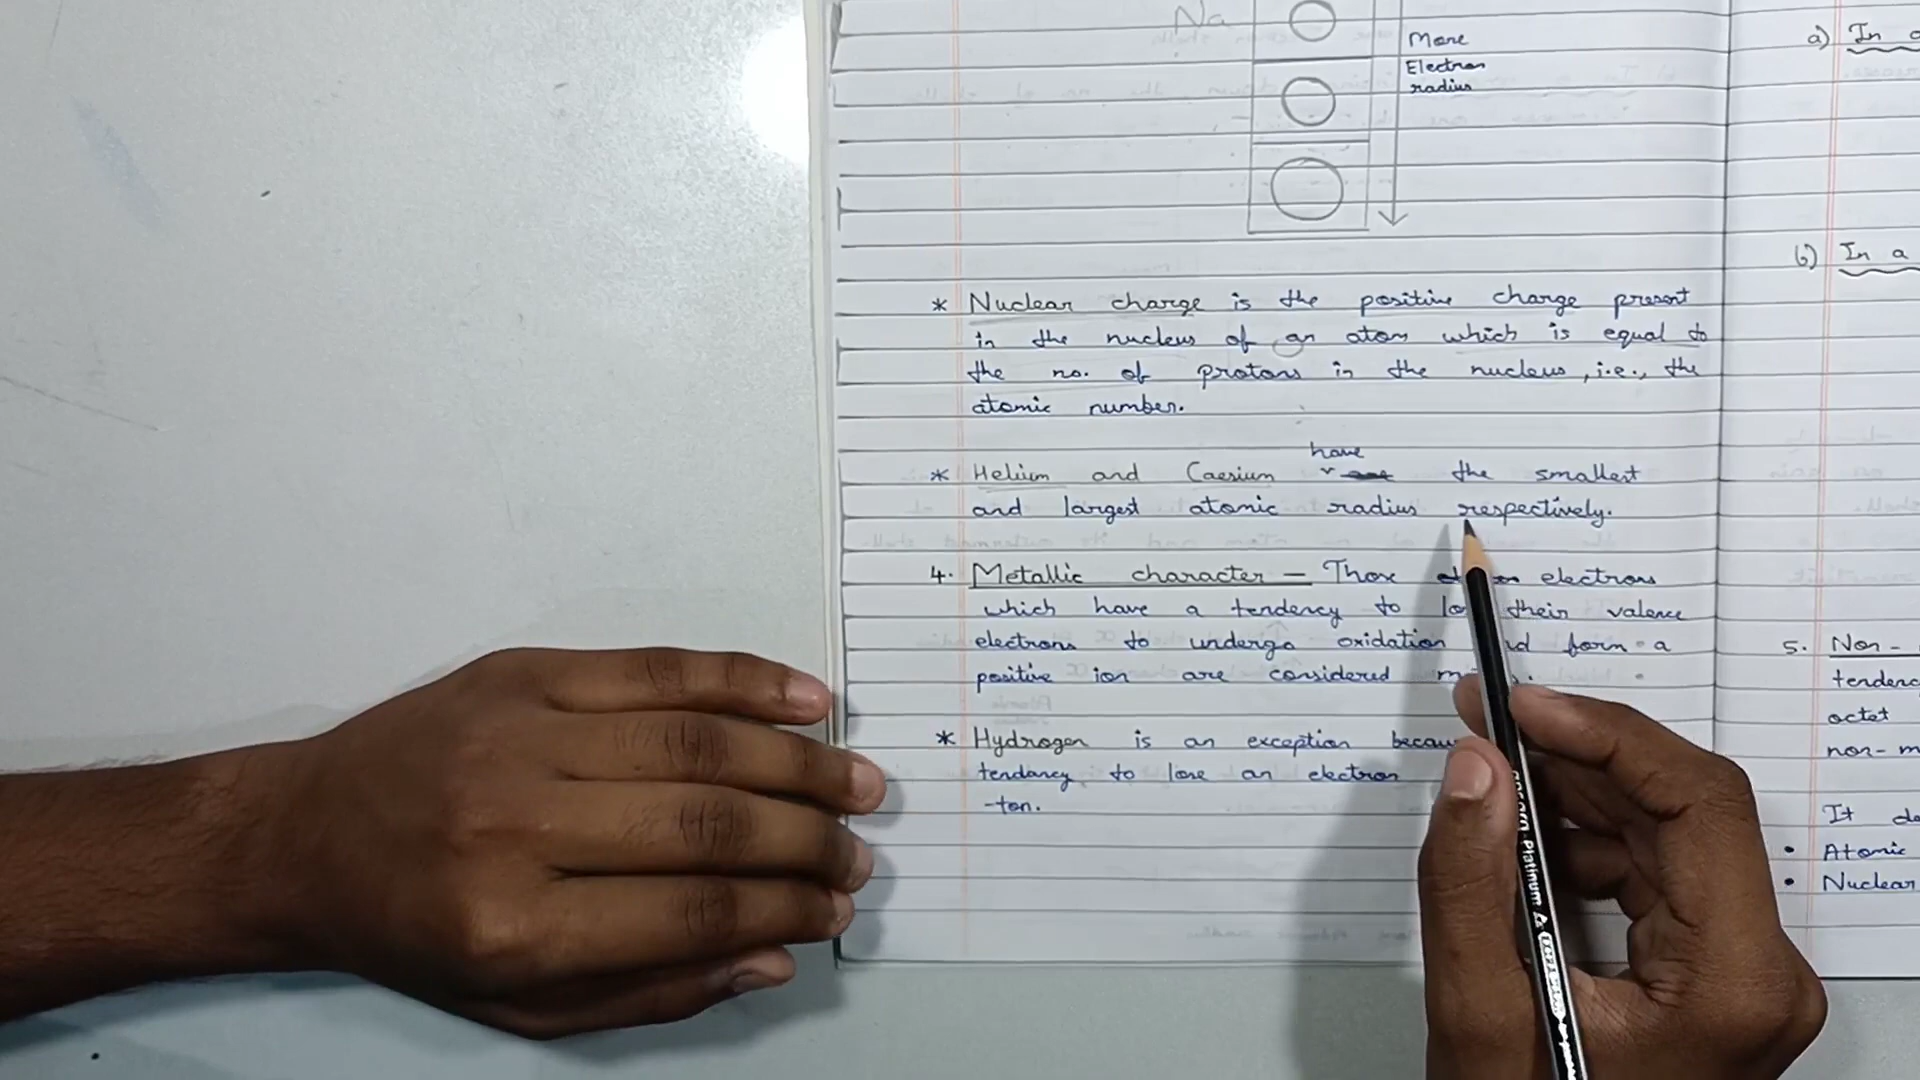 Na
More
Electron
radius
* Nuclear charge is the positive charge present
in the nucleus of an atom which is equal to
the no. of protons in the nucleus, i.e., the
atomic number.
have
* Helium and Caesium the smallest
and largest atomic radius respectively.
4. Metallic character – Those electrons
which have a tendency to their valence
electrons to undergo oxidation form a
positive ion are considered
* Hydrogen is an exception
tendancy to lose an electron
-ton.
a) In
b) In a
5. Non-
octet
It
• Atomic
• Nuclear
Platinum